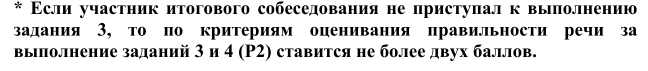 * Если участник итогового собеседования не приступал к выполнению
задания 3, то по критериям оценивания правильности речи за
выполнение заданий 3 и 4 (Р2) ставится не более двух баллов.